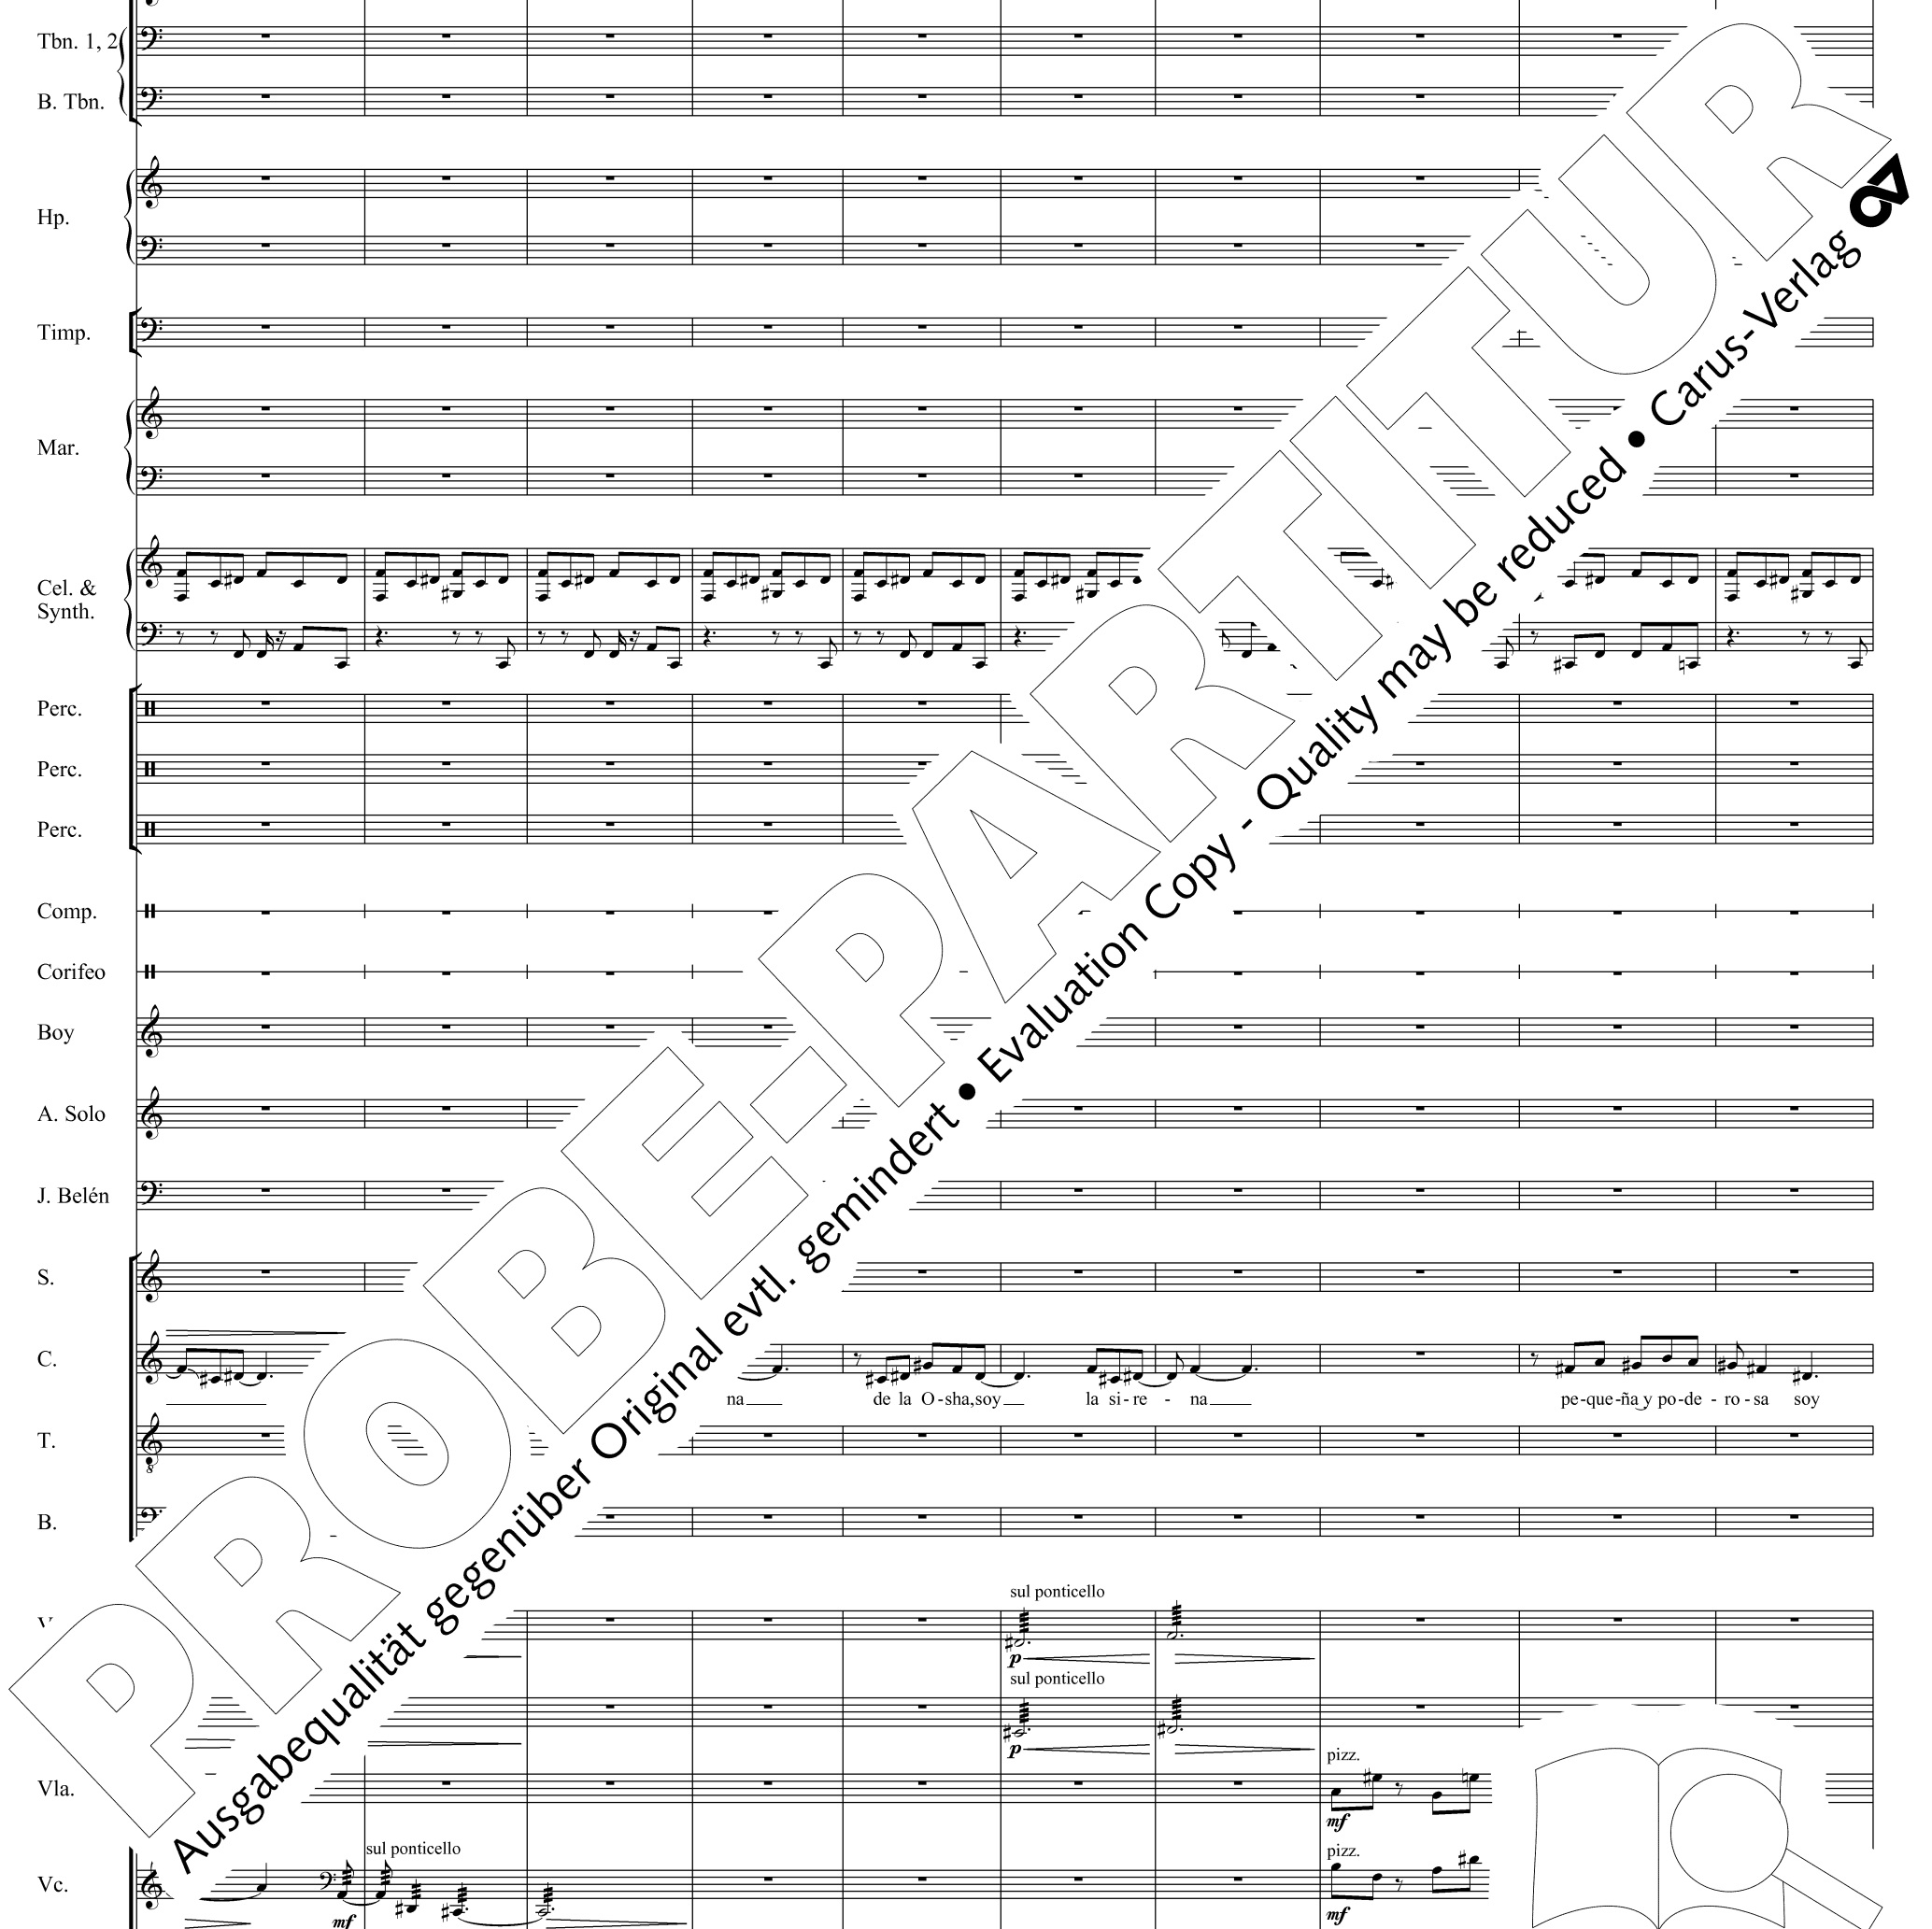 Tbn. 1, 2
B. Tbn.
Hp.
Timp.
Mar.
Cel. &
Synth.
Perc.
Perc.
Perc.
Comp.
Corifeo
Boy
A. Solo
J. Belén
S.
C.
na de la O - sha, soy la si - re - na pe - que - ña y po - de - ro - sa soy
T.
B.
sul ponticello
p
sul ponticello
p
pizz.
Vla.
mf
sul ponticello
pizz.
Vc.
mf
mf
PROBE-PARTITUR
Ausgabequalität gegenüber Original evtl. gemindert • Evaluation Copy - Quality may be reduced • Carus-Verlag